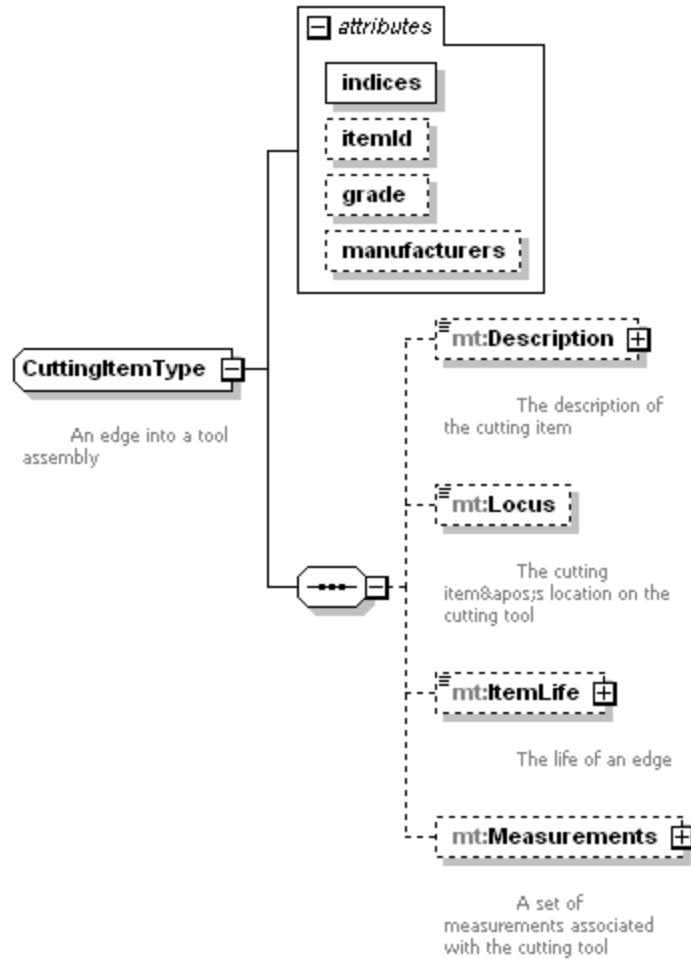 attributes
indices
itemId
grade
manufacturers
CuttingItemType
An edge into a tool
assembly
mt:Description
The description of
the cutting item
mt:Locus
The cutting
item&apos;s location on the
cutting tool
mt:ItemLife
The life of an edge
mt:Measurements
A set of
measurements associated
with the cutting tool